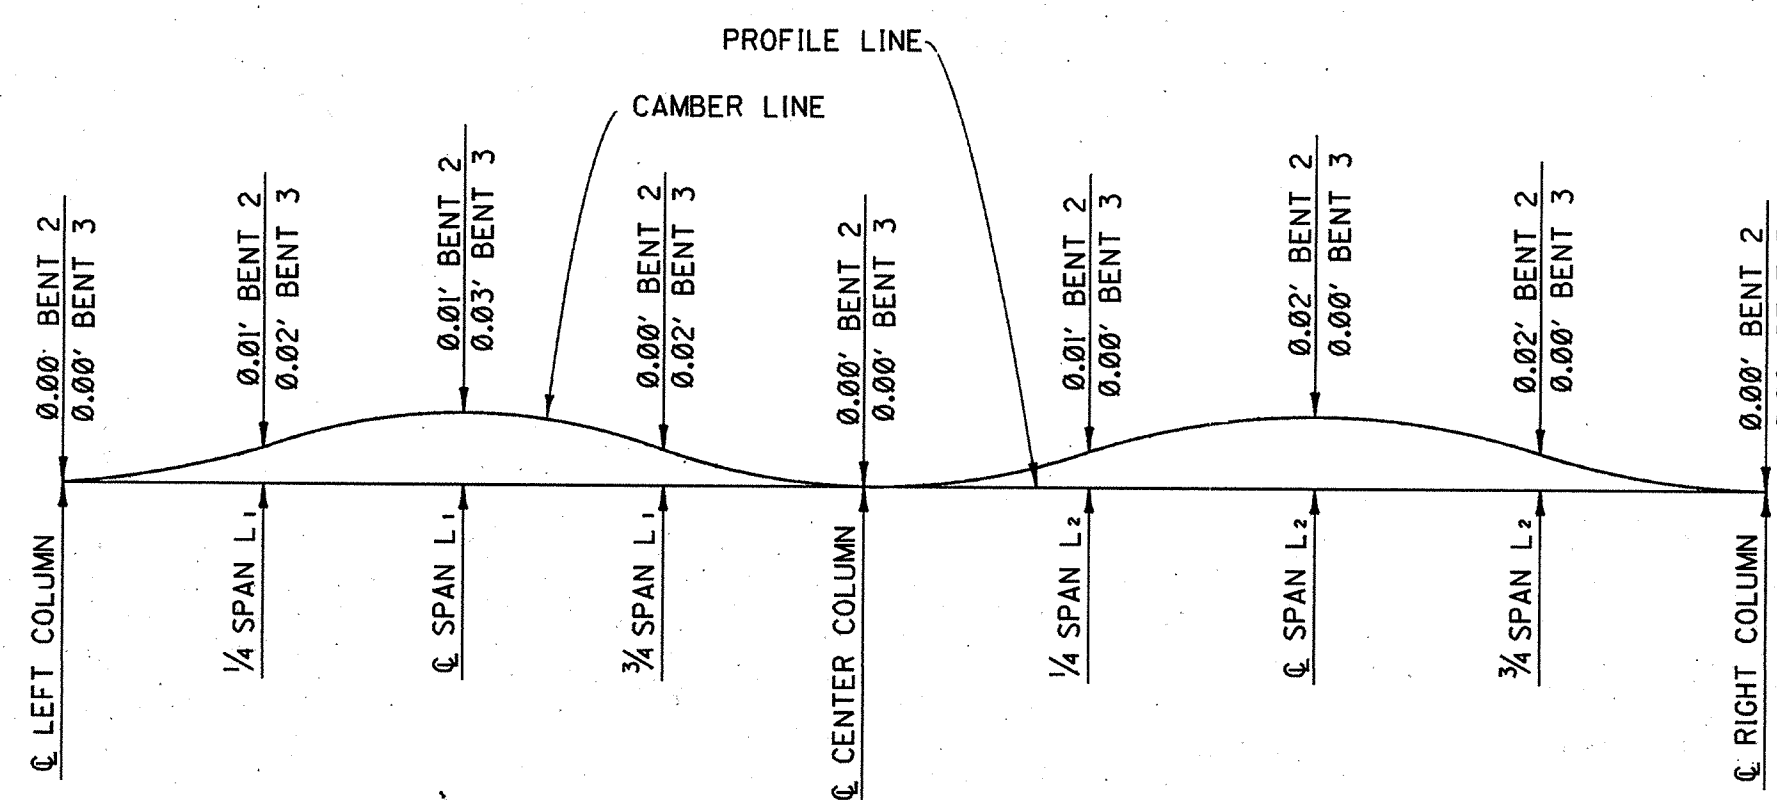 PROFILE LINE
CAMBER LINE
0.00' BENT 2
0.00' BENT 3
0.01' BENT 2
0.02' BENT 3
0.01' BENT 2
0.03' BENT 3
0.00' BENT 2
0.02' BENT 3
0.00' BENT 2
0.00' BENT 3
0.01' BENT 2
0.00' BENT 3
0.02' BENT 2
0.00' BENT 3
0.02' BENT 2
0.00' BENT 3
0.00' BENT 2
℄ LEFT COLUMN
1/4 SPAN L1
℄ SPAN L1
3/4 SPAN L1
℄ CENTER COLUMN
1/4 SPAN L2
℄ SPAN L2
3/4 SPAN L2
℄ RIGHT COLUMN